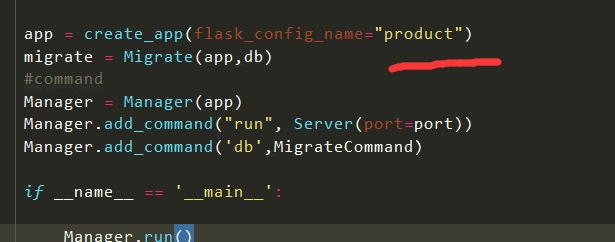 app = create_app(flask_config_name="product")
migrate = Migrate(app,db)
#command
Manager = Manager(app)
Manager.add_command("run", Server(port=port))
Manager.add_command('db',MigrateCommand)
if __name__ == '__main__':
Manager.run()